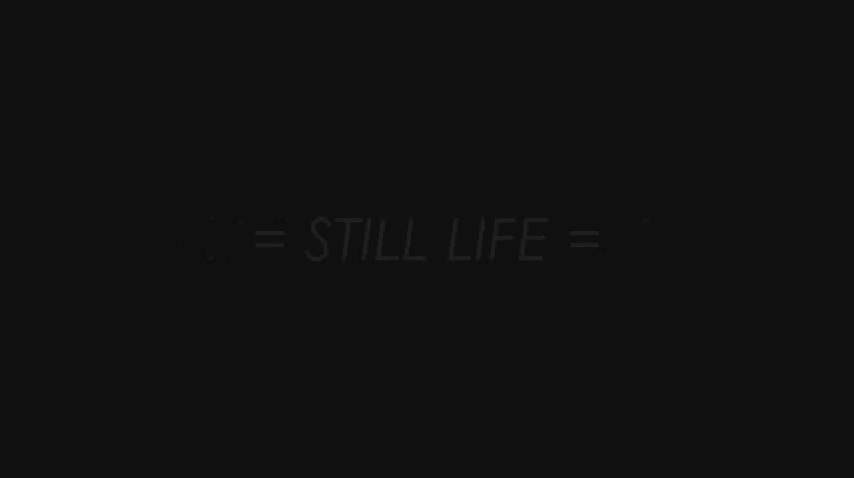 = STILL LIFE =